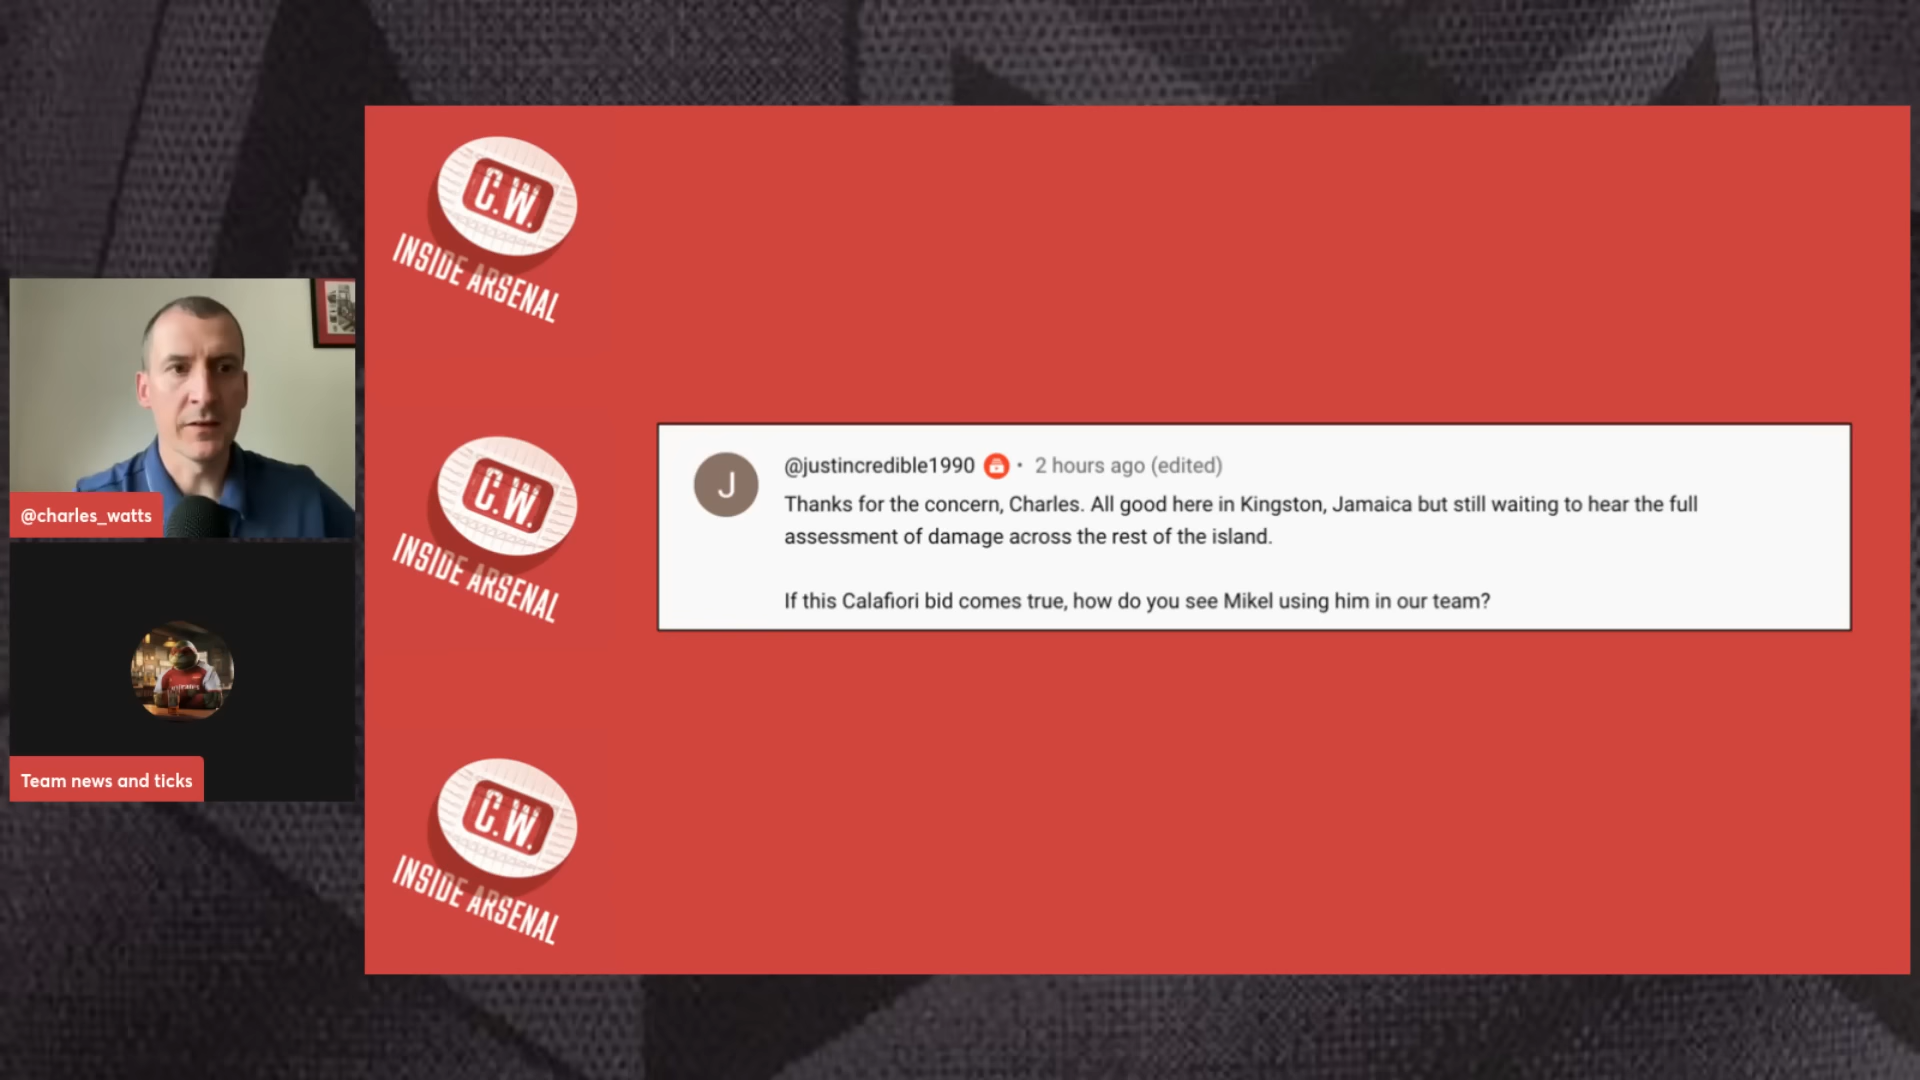 C.W.
INSIDE ARSENAL
@charles_watts
Team news and ticks
C.W.
INSIDE ARSENAL
J
@justincredible1990 · 2 hours ago (edited)
Thanks for the concern, Charles. All good here in Kingston, Jamaica but still waiting to hear the full
assessment of damage across the rest of the island.
If this Calafiori bid comes true, how do you see Mikel using him in our team?
C.W.
INSIDE ARSENAL